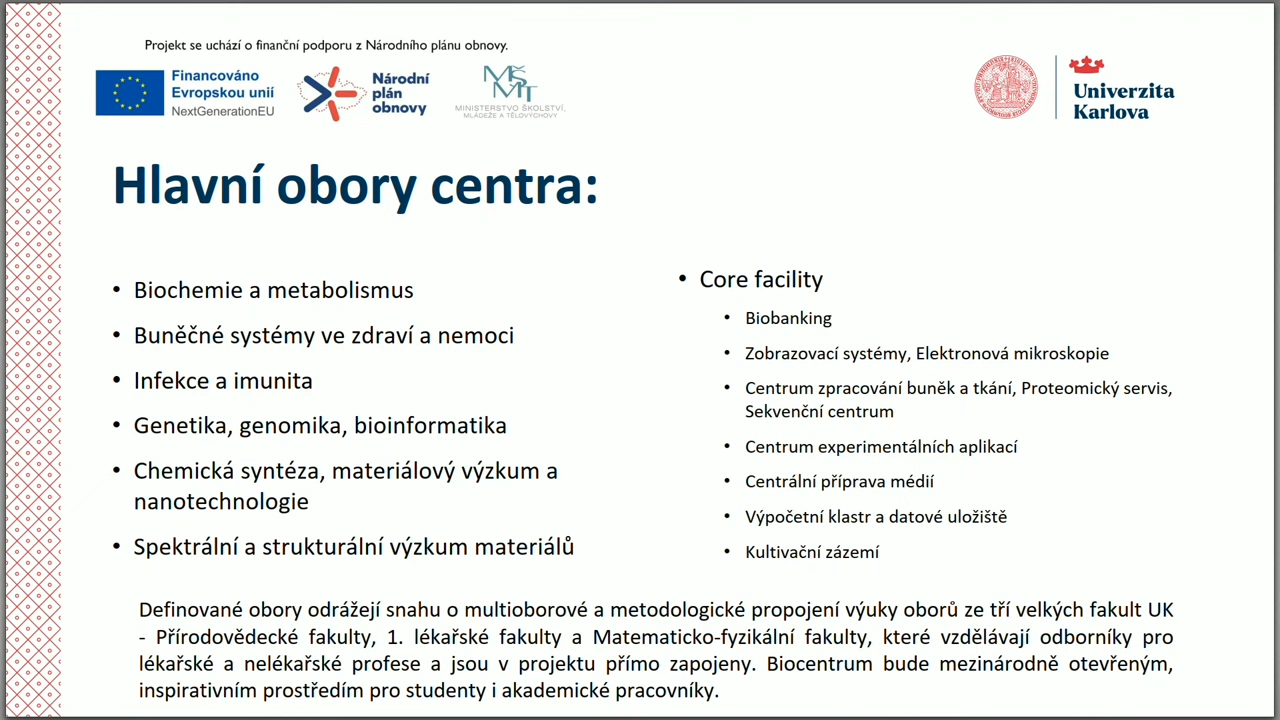 Projekt se uchází o finanční podporu z Národního plánu obnovy.
Financováno
Evropskou unií
NextGenerationEU
Národní
plán
obnovy
MŠMT
MINISTERSTVO ŠKOLSTVÍ,
MLÁDEŽE A TĚLOVÝCHOVY
Univerzita
Karlova
Hlavní obory centra:
• Biochemie a metabolismus
• Buněčné systémy ve zdraví a nemoci
• Infekce a imunita
• Genetika, genomika, bioinformatika
• Chemická syntéza, materiálový výzkum a
nanotechnologie
• Spektrální a strukturální výzkum materiálů
• Core facility
• Biobanking
• Zobrazovací systémy, Elektronová mikroskopie
• Centrum zpracování buněk a tkání, Proteomický servis,
Sekvenční centrum
• Centrum experimentálních aplikací
• Centrální příprava médií
• Výpočetní klastr a datové uložiště
• Kultivační zázemí
Definované obory odrážejí snahu o multioborové a metodologické propojení výuky oborů ze tří velkých fakult UK
- Přírodovědecké fakulty, 1. lékařské fakulty a Matematicko-fyzikální fakulty, které vzdělávají odborníky pro
lékařské a nelékařské profese a jsou v projektu přímo zapojeny. Biocentrum bude mezinárodně otevřeným,
inspirativním prostředím pro studenty i akademické pracovníky.